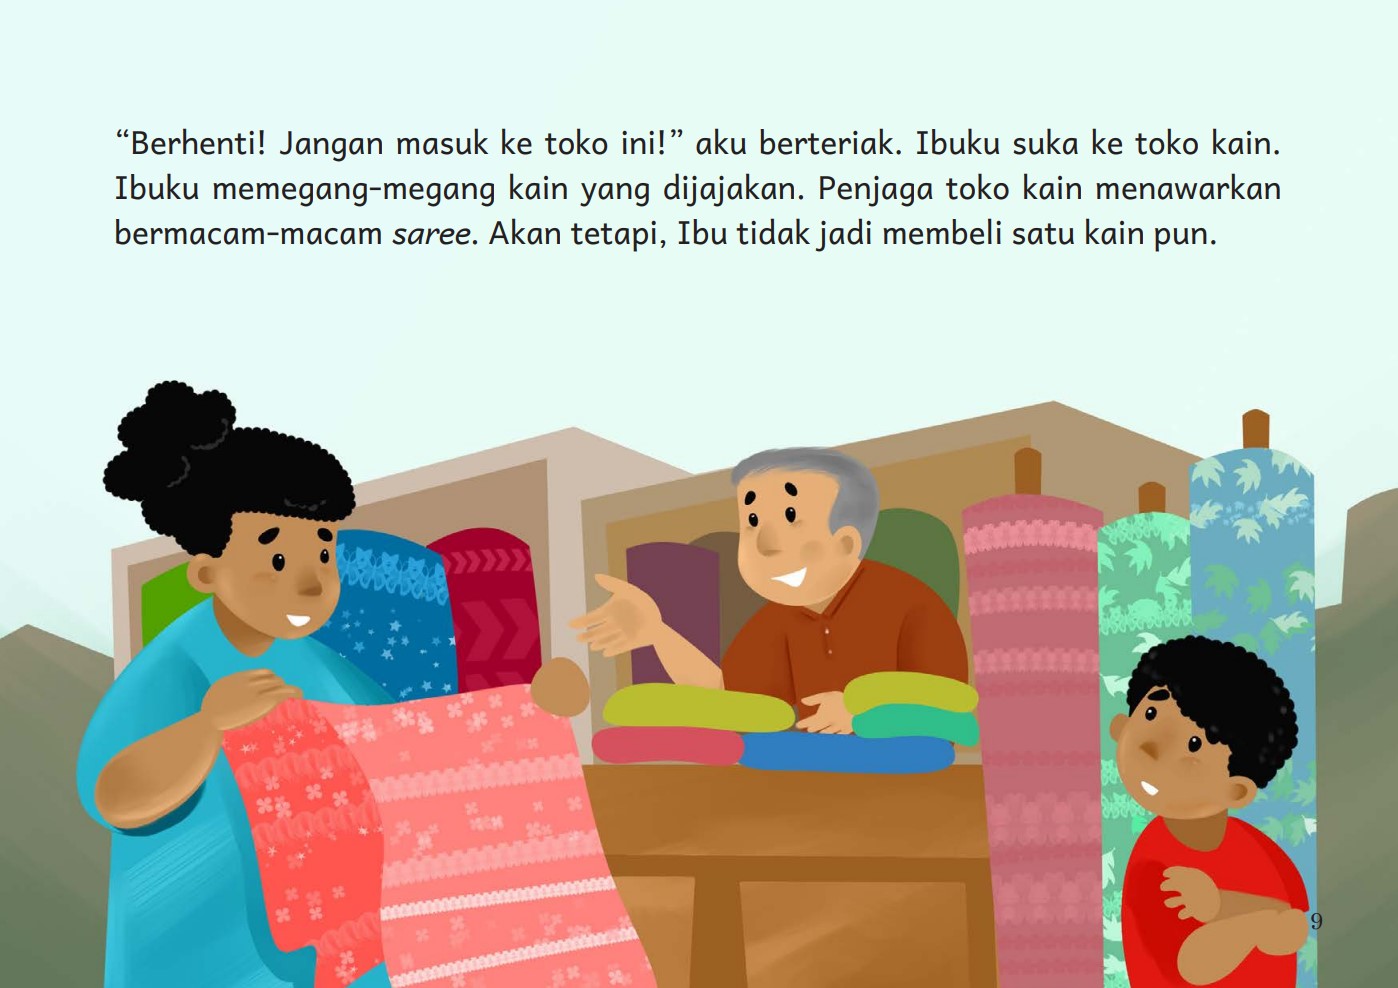 “Berhenti! Jangan masuk ke toko ini!” aku berteriak. Ibuku suka ke toko kain.
Ibuku memegang-megang kain yang dijajakan. Penjaga toko kain menawarkan
bermacam-macam saree. Akan tetapi, Ibu tidak jadi membeli satu kain pun.
9